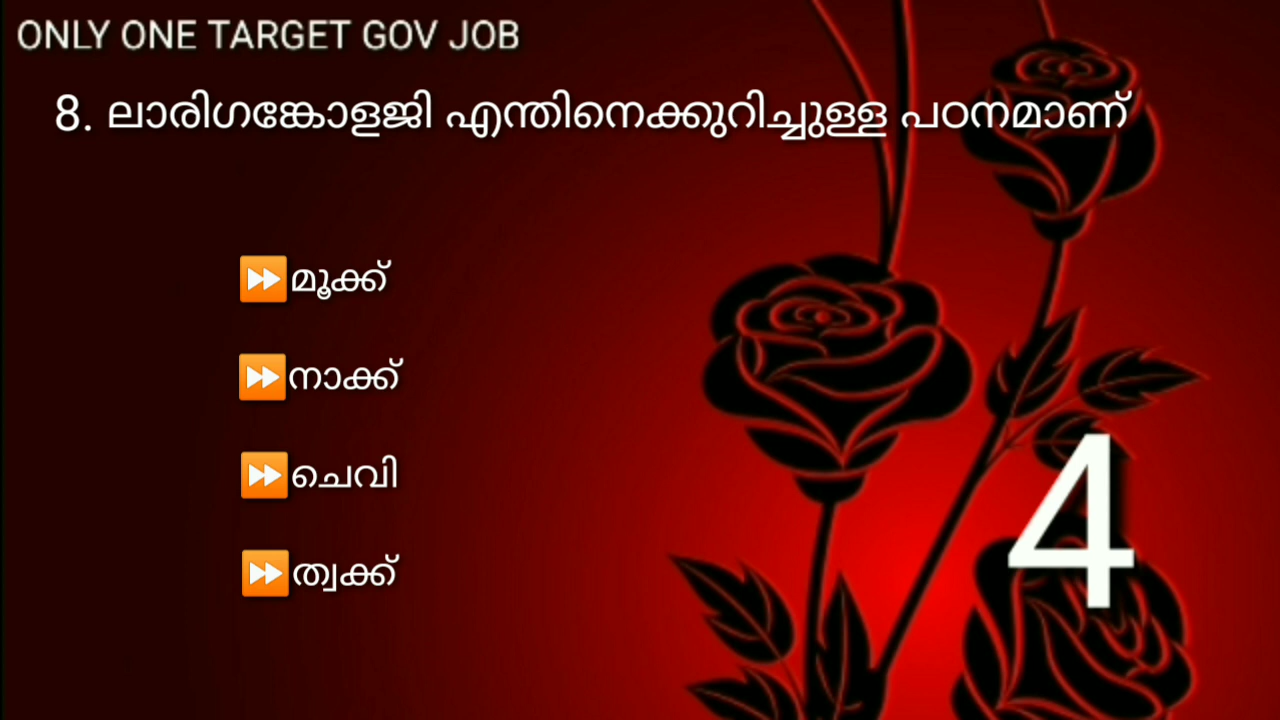 ONLY ONE TARGET GOV JOB
8. ലാരിഗങ്കോളജി എന്തിനെക്കുറിച്ചുള്ള പഠനമാണ്
⏩മൂക്ക്
⏩നാക്ക്
⏩ചെവി
⏩ത്വക്ക്
4